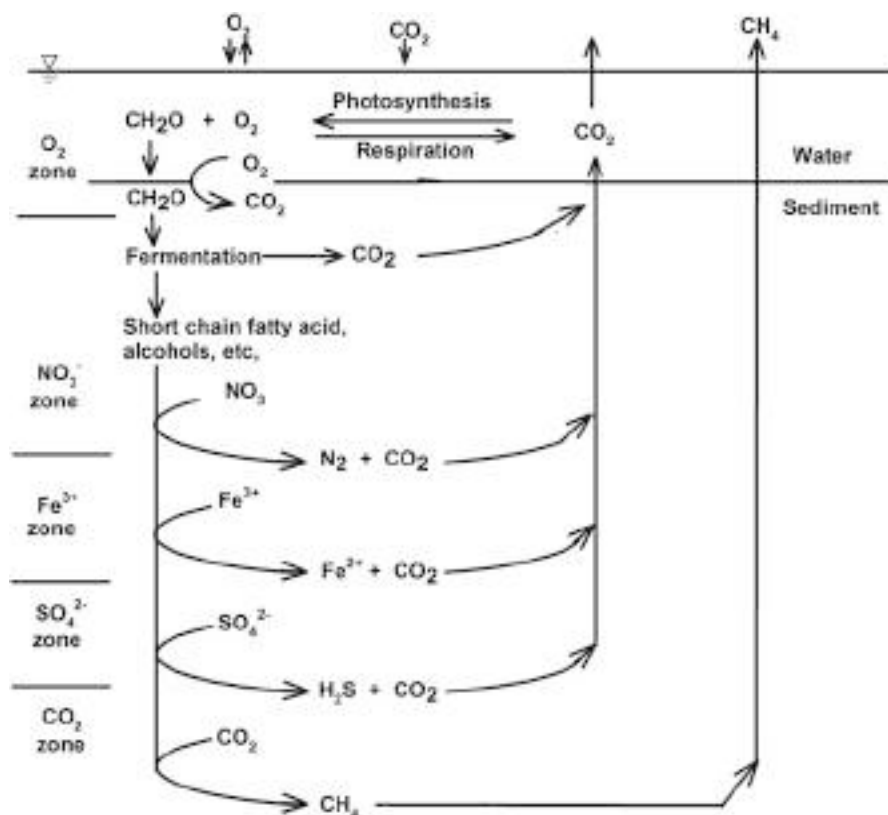 O₂
CO₂
CH₄
Photosynthesis
CH₂O + O₂
CO₂
O₂ zone
Respiration
O₂
Water
CH₂O
CO₂
Sediment
Fermentation
CO₂
Short chain fatty acid,
alcohols, etc,
NO₃⁻
zone
NO₃
N₂ + CO₂
Fe³⁺
zone
Fe³⁺
Fe²⁺ + CO₂
SO₄²⁻
zone
SO₄²⁻
H₂S + CO₂
CO₂
zone
CO₂
CH₄